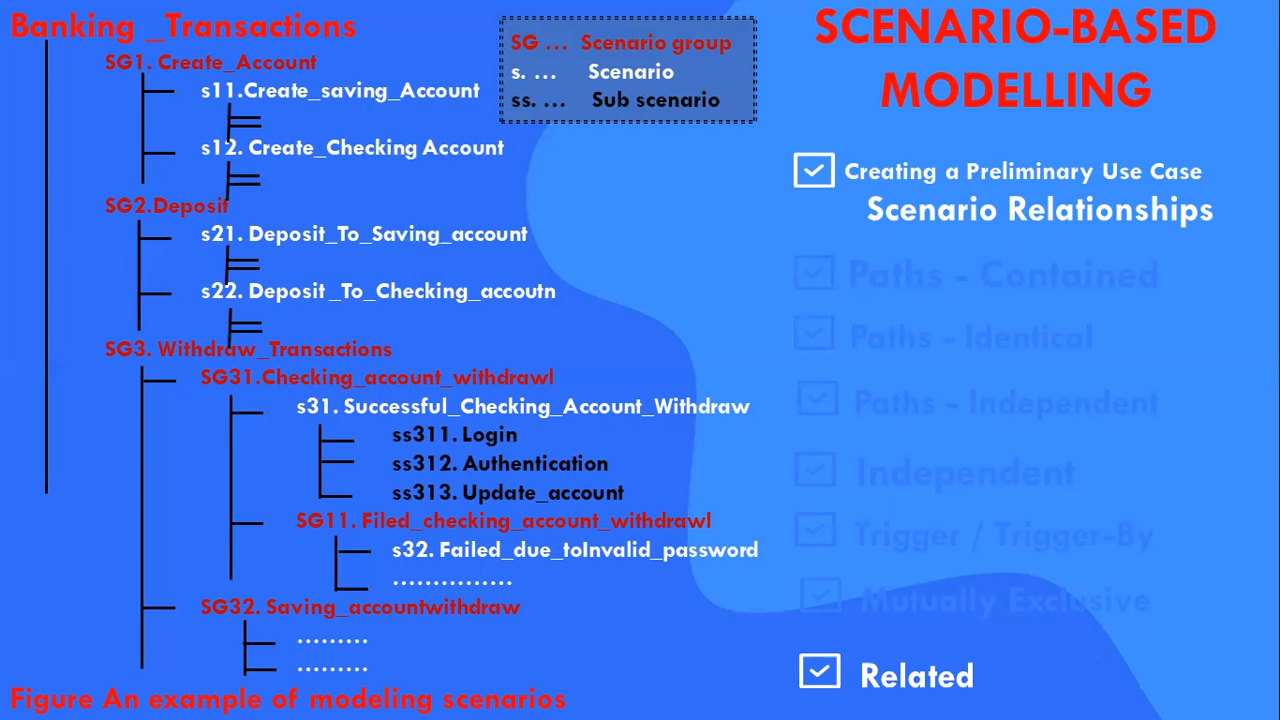 Banking _Transactions
SG1. Create_Account
s11.Create_saving_Account
s12. Create_Checking Account
SG2.Deposit
s21. Deposit_To_Saving_account
s22. Deposit _To_Checking_accoutn
SG3. Withdraw_Transactions
SG31.Checking_account_withdrawl
s31. Successful_Checking_Account_Withdraw
ss311. Login
ss312. Authentication
ss313. Update_account
SG11. Filed_checking_account_withdrawl
s32. Failed_due_toInvalid_password
...............
SG32. Saving_accountwithdraw
.........
.........
Figure An example of modeling scenarios
SG ... Scenario group
s. ... Scenario
ss. ... Sub scenario
SCENARIO-BASED
MODELLING
Creating a Preliminary Use Case
Scenario Relationships
Paths - Contained
Paths - Identical
Paths - Independent
Independent
Trigger / Trigger-By
Mutually Exclusive
Related